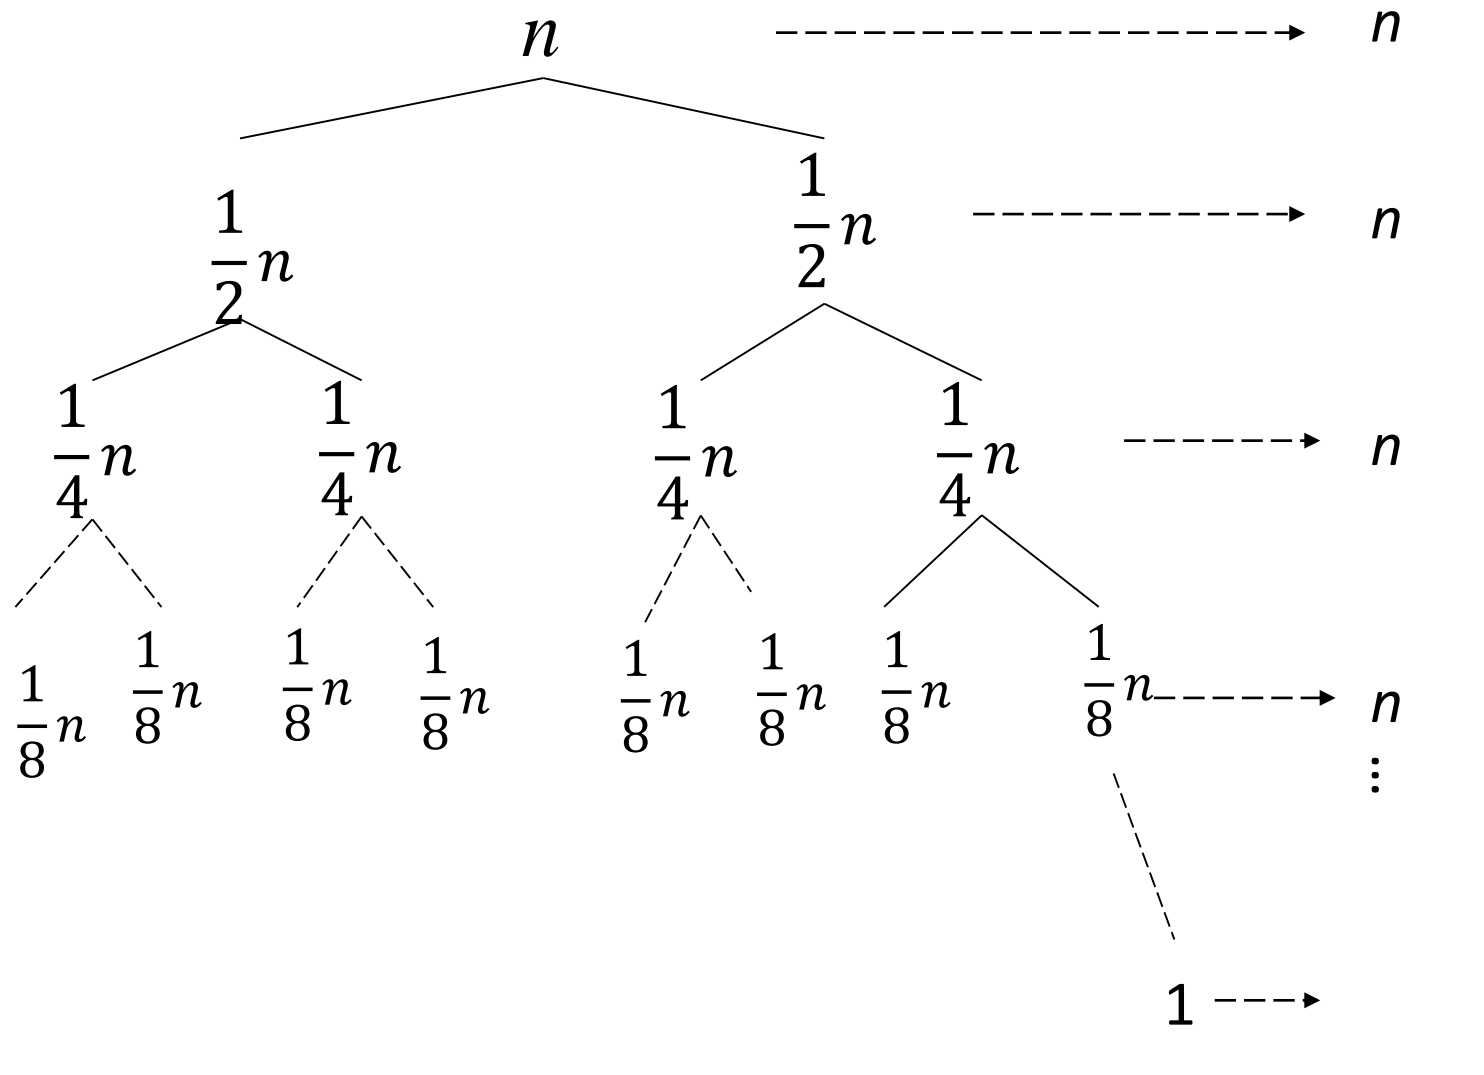 n n
1/2 n 1/2 n n
1/4 n 1/4 n 1/4 n 1/4 n n
1/8 n 1/8 n 1/8 n 1/8 n 1/8 n 1/8 n 1/8 n 1/8 n n
⋮
1